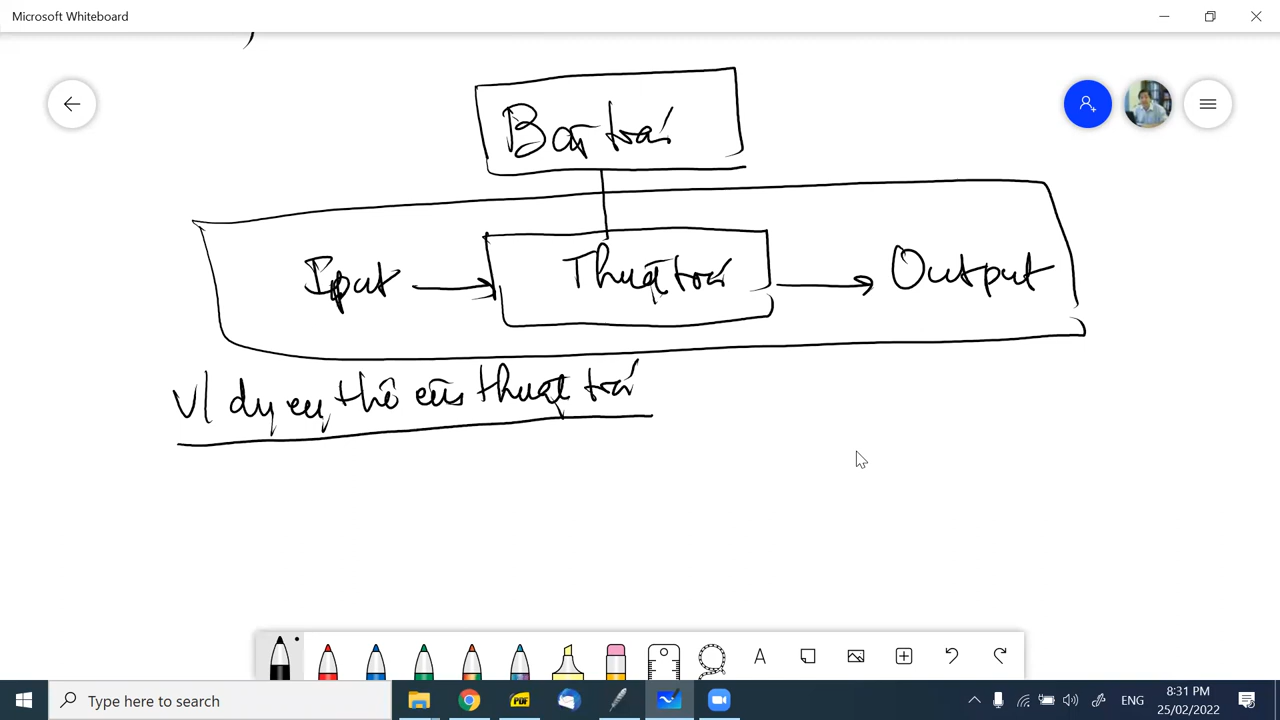 Microsoft Whiteboard
Bài toán
Input
Thuật toán
Output
Ví dụ cụ thể của thuật toán
Type here to search
PDF
ENG
8:31 PM
25/02/2022